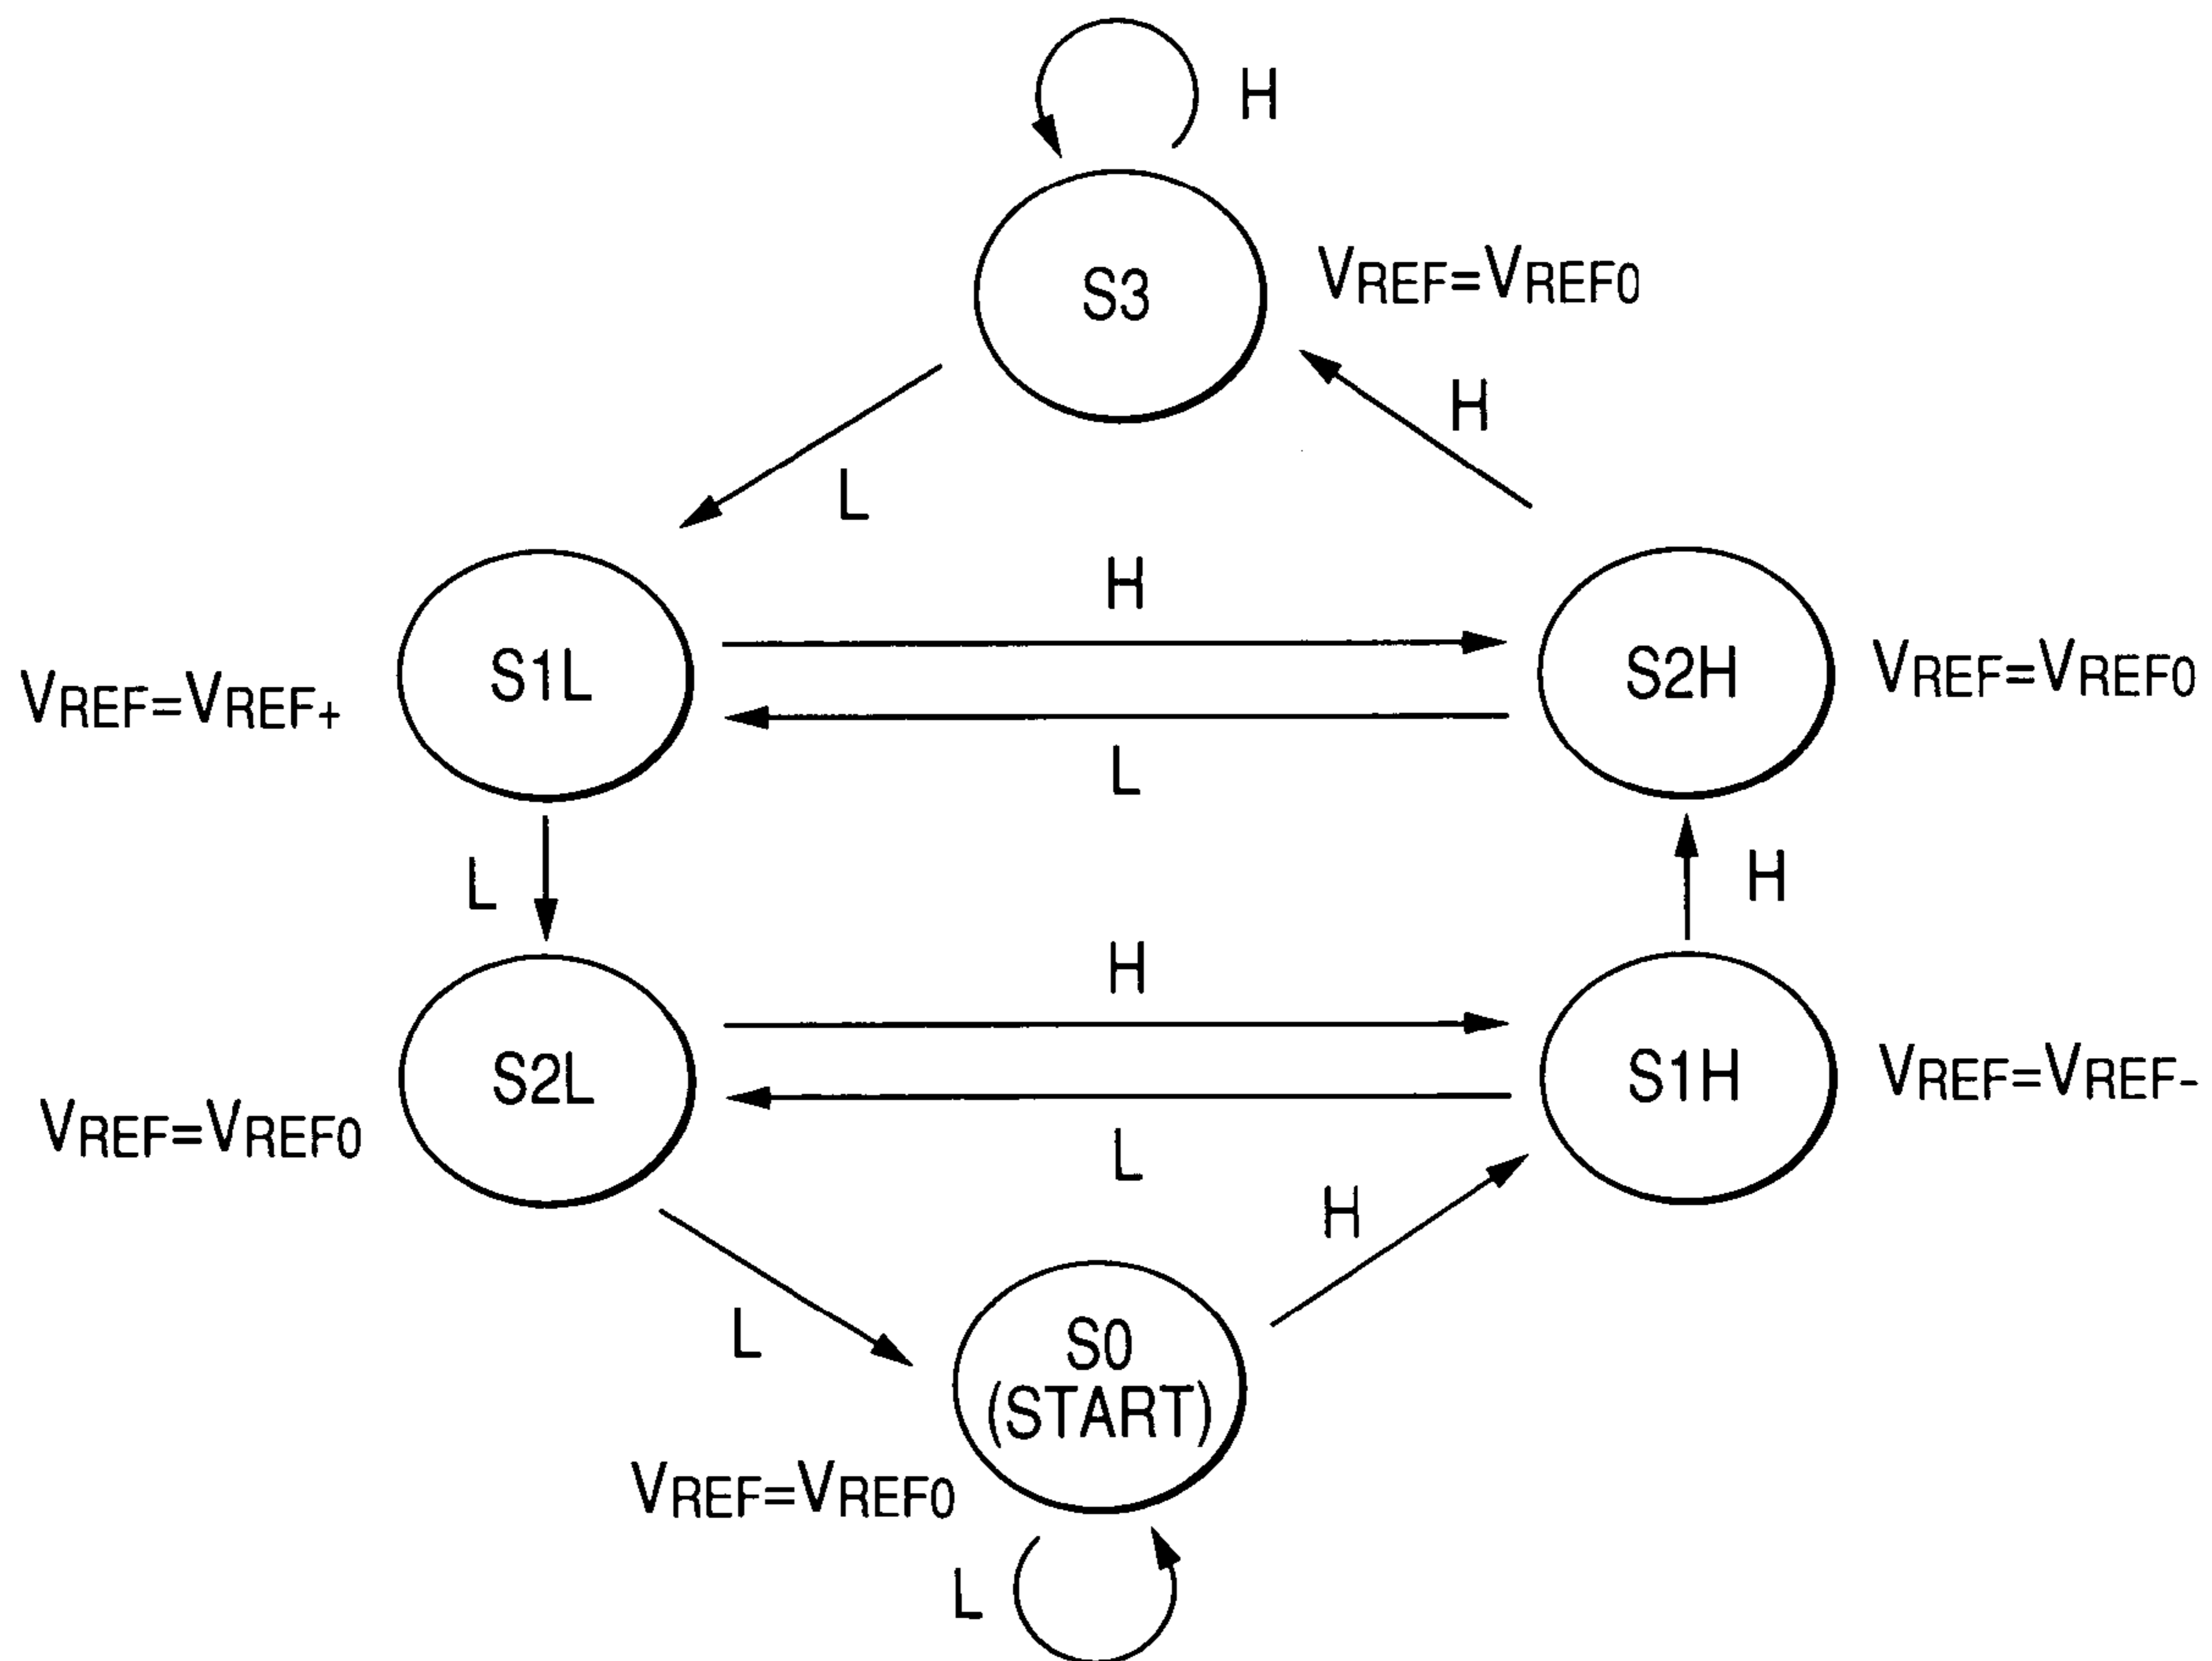 H
S3
VREF=VREF0
H
L
H
S1L
S2H
VREF=VREF+
VREF=VREF0
L
L
H
H
S2L
S1H
VREF=VREF0
VREF=VREF-
L
H
L
S0
(START)
VREF=VREF0
L